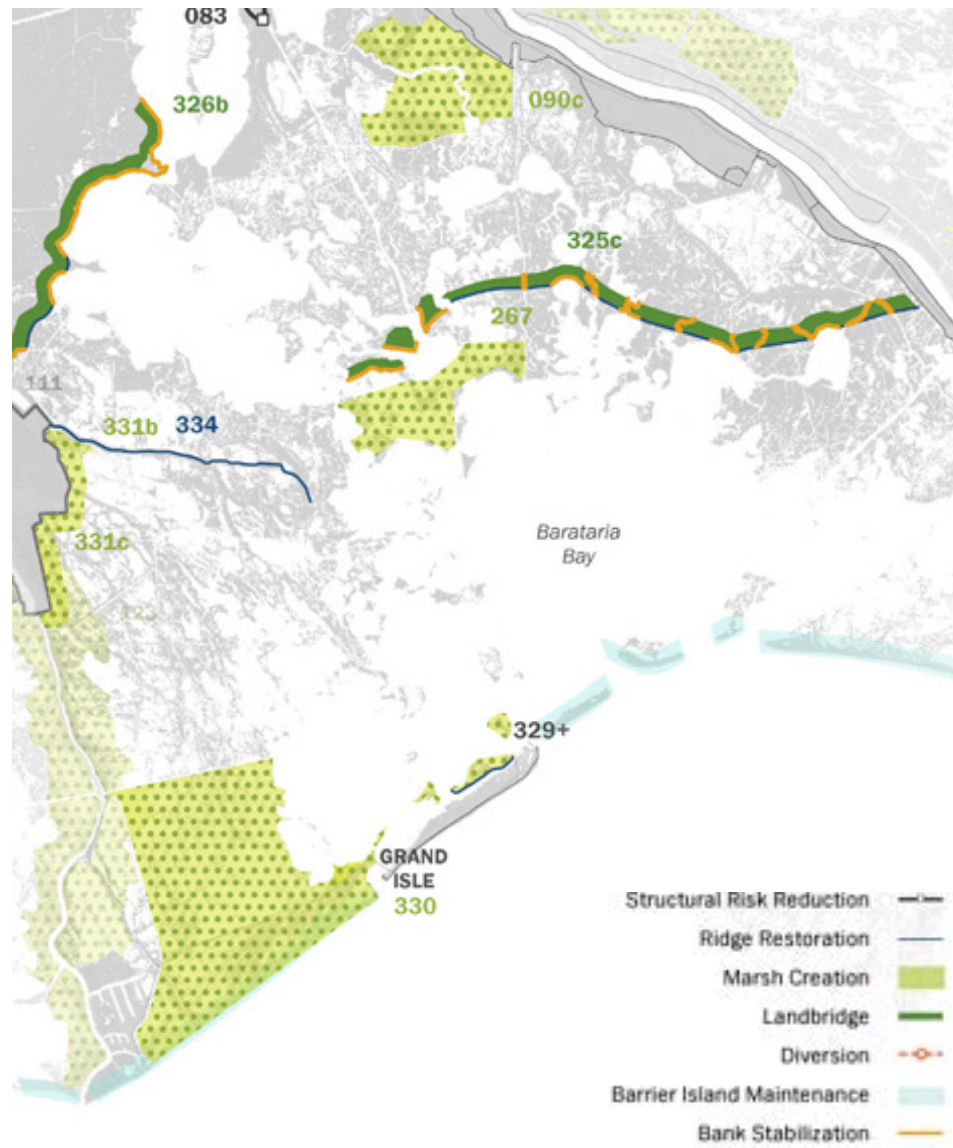 083
326b
090c
325c
267
111
331b
334
331c
Barataria
Bay
123
329+
GRAND
ISLE
330
Structural Risk Reduction
Ridge Restoration
Marsh Creation
Landbridge
Diversion
Barrier Island Maintenance
Bank Stabilization